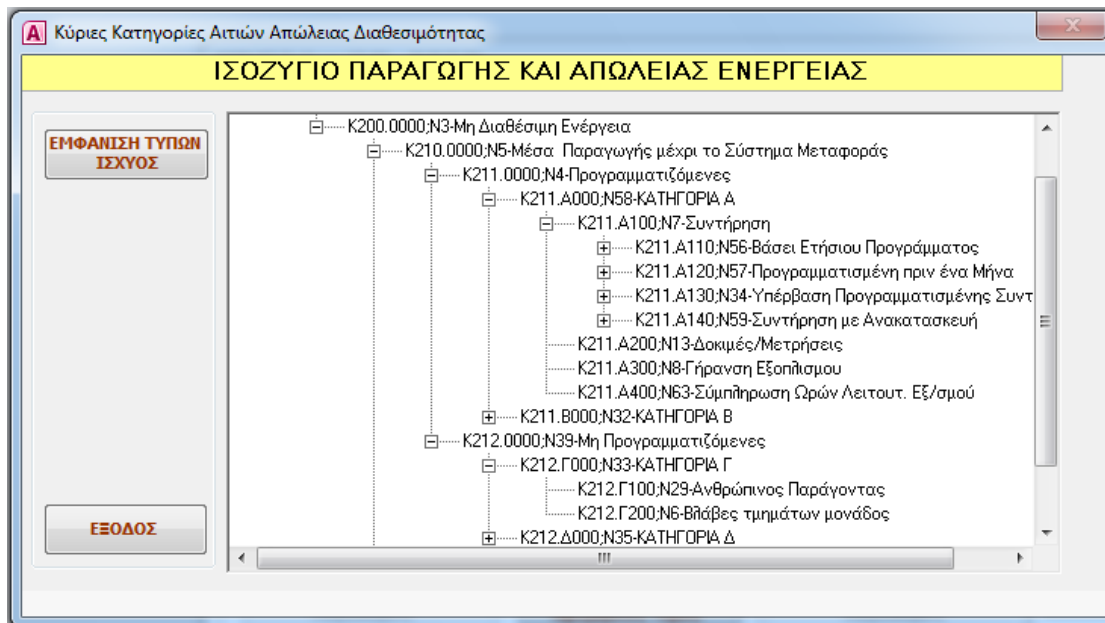 Κύριες Κατηγορίες Αιτιών Απώλειας Διαθεσιμότητας
ΙΣΟΖΥΓΙΟ ΠΑΡΑΓΩΓΗΣ ΚΑΙ ΑΠΩΛΕΙΑΣ ΕΝΕΡΓΕΙΑΣ
ΕΜΦΑΝΙΣΗ ΤΥΠΩΝ
ΙΣΧΥΟΣ
K200.0000;N3-Μη Διαθέσιμη Ενέργεια
K210.0000;N5-Μέσα Παραγωγής μέχρι το Σύστημα Μεταφοράς
K211.0000;N4-Προγραμματιζόμενες
K211.A000;N58-ΚΑΤΗΓΟΡΙΑ Α
K211.A100;N7-Συντήρηση
K211.A110;N56-Βάσει Ετήσιου Προγράμματος
K211.A120;N57-Προγραμματισμένη πριν ένα Μήνα
K211.A130;N34-Υπέρβαση Προγραμματισμένης Συντ
K211.A140;N59-Συντήρηση με Ανακατασκευή
K211.A200;N13-Δοκιμές/Μετρήσεις
K211.A300;N8-Γήρανση Εξοπλισμου
K211.A400;N63-Σύμπληρωση Ωρών Λειτουτ. Εξ/σμού
K211.B000;N32-ΚΑΤΗΓΟΡΙΑ Β
K212.0000;N39-Μη Προγραμματιζόμενες
K212.Γ000;N33-ΚΑΤΗΓΟΡΙΑ Γ
K212.Γ100;N29-Ανθρώπινος Παράγοντας
K212.Γ200;N6-Βλάβες τμημάτων μονάδος
K212.Δ000;N35-ΚΑΤΗΓΟΡΙΑ Δ
ΕΞΟΔΟΣ